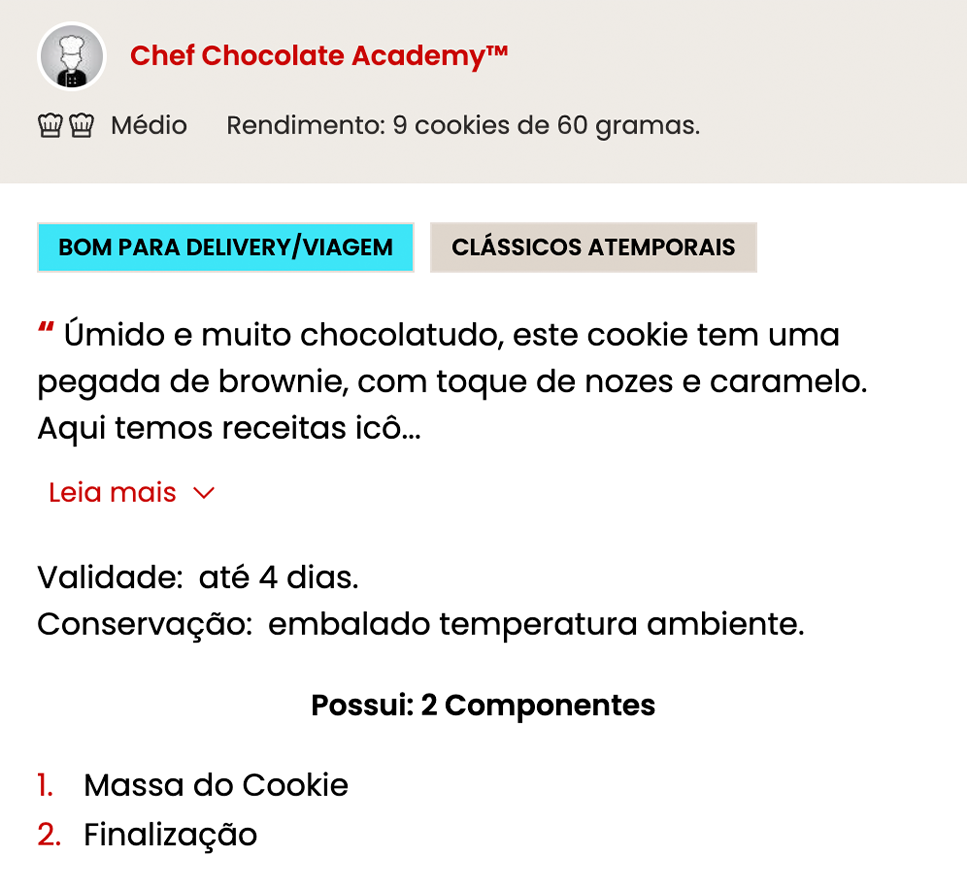 Chef Chocolate Academy™
Médio Rendimento: 9 cookies de 60 gramas.
BOM PARA DELIVERY/VIAGEM CLÁSSICOS ATEMPORAIS
“ Úmido e muito chocolatudo, este cookie tem uma
pegada de brownie, com toque de nozes e caramelo.
Aqui temos receitas icô...
Leia mais
Validade: até 4 dias.
Conservação: embalado temperatura ambiente.
Possui: 2 Componentes
1. Massa do Cookie
2. Finalização